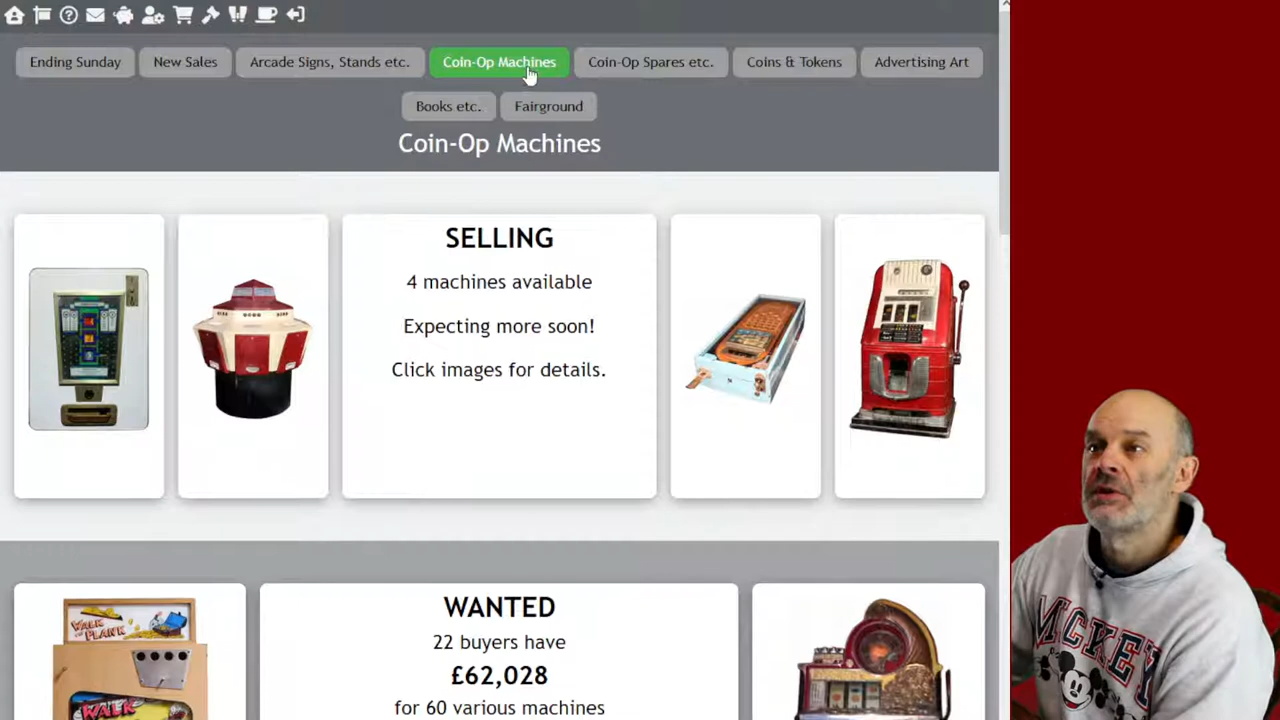 Ending Sunday
New Sales
Arcade Signs, Stands etc.
Coin-Op Machines
Coin-Op Spares etc.
Coins & Tokens
Advertising Art
Books etc.
Fairground
Coin-Op Machines
SELLING
4 machines available
Expecting more soon!
Click images for details.
WANTED
22 buyers have
£62,028
for 60 various machines
WALK
PLANK
WALK
MICKEY